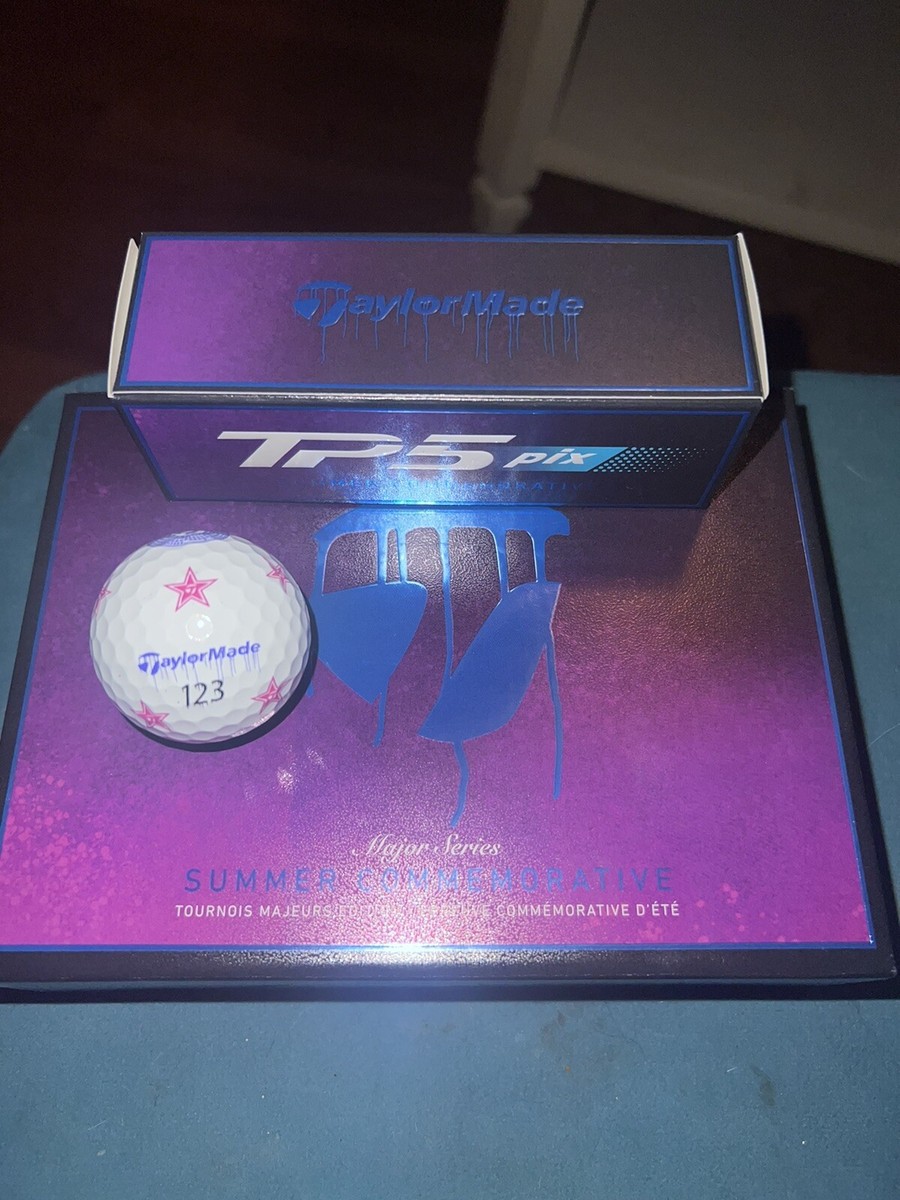 TaylorMade
TP5 pix
TaylorMade
123
Major Series
SUMMER COMMEMORATIVE
TOURNOIS MAJEURS COMMÉMORATIVE D'ÉTÉ